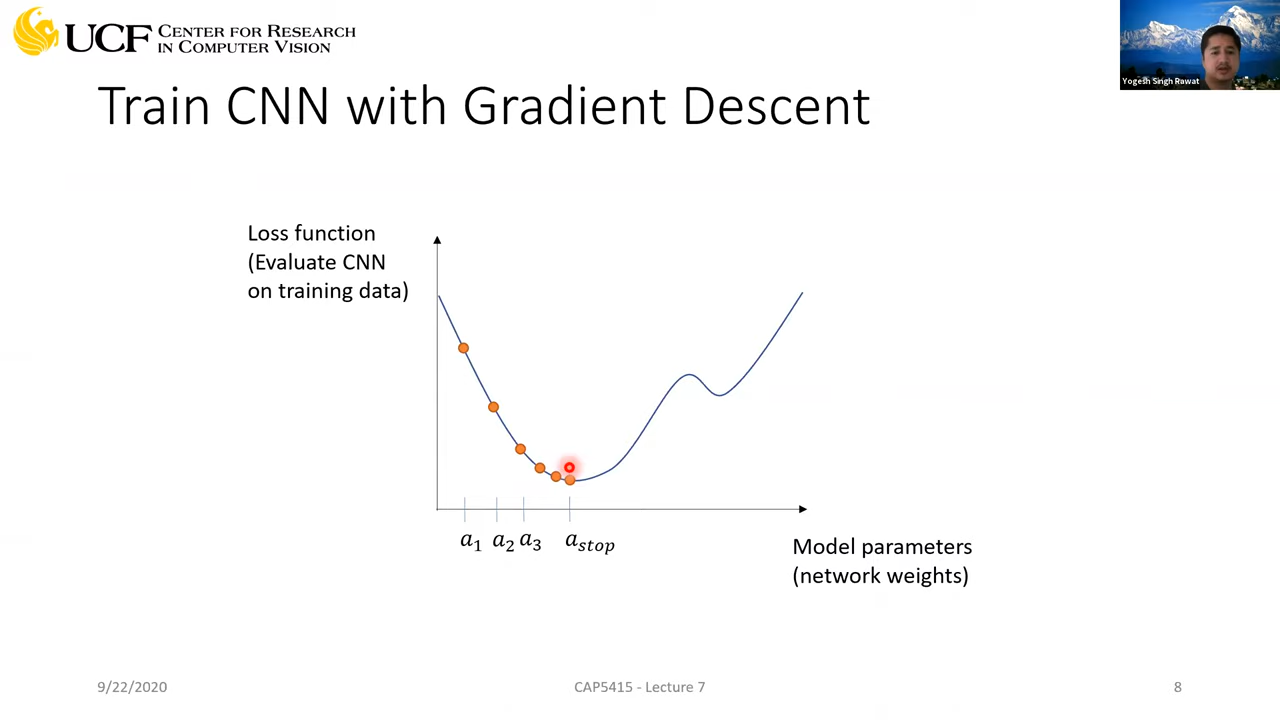 UCF CENTER FOR RESEARCH
IN COMPUTER VISION
Yogesh Singh Rawat
Train CNN with Gradient Descent
Loss function
(Evaluate CNN
on training data)
a₁ a₂ a₃ aₛₜₒₚ
Model parameters
(network weights)
9/22/2020 CAP5415 - Lecture 7 8